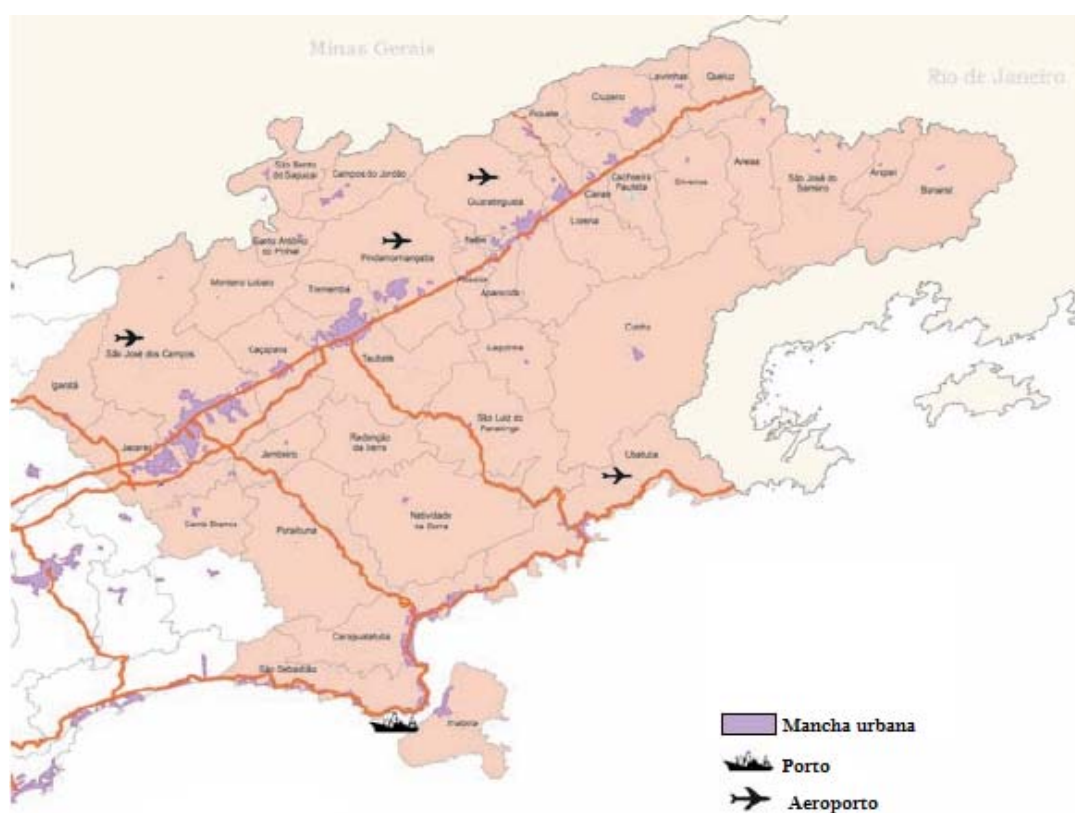 Minas Gerais
Rio de Janeiro
Lavrinhas
Queluz
Cruzeiro
Piquete
São Bento
do Sapucaí
Campos do Jordão
Guaratinguetá
Canas
Cachoeira
Paulista
Silveiras
Areias
São José do
Barreiro
Arapeí
Bananal
Lorena
Santo Antônio
do Pinhal
Pindamonhangaba
Potim
Monteiro Lobato
Tremembé
Aparecida
Cunha
São José dos Campos
Caçapava
Taubaté
Lagoinha
Igaratá
São Luiz do
Paraitinga
Jacareí
Jambeiro
Redenção
da Serra
Ubatuba
Santa Branca
Paraibuna
Natividade
da Serra
Caraguatatuba
São Sebastião
Ilhabela
Mancha urbana
Porto
Aeroporto